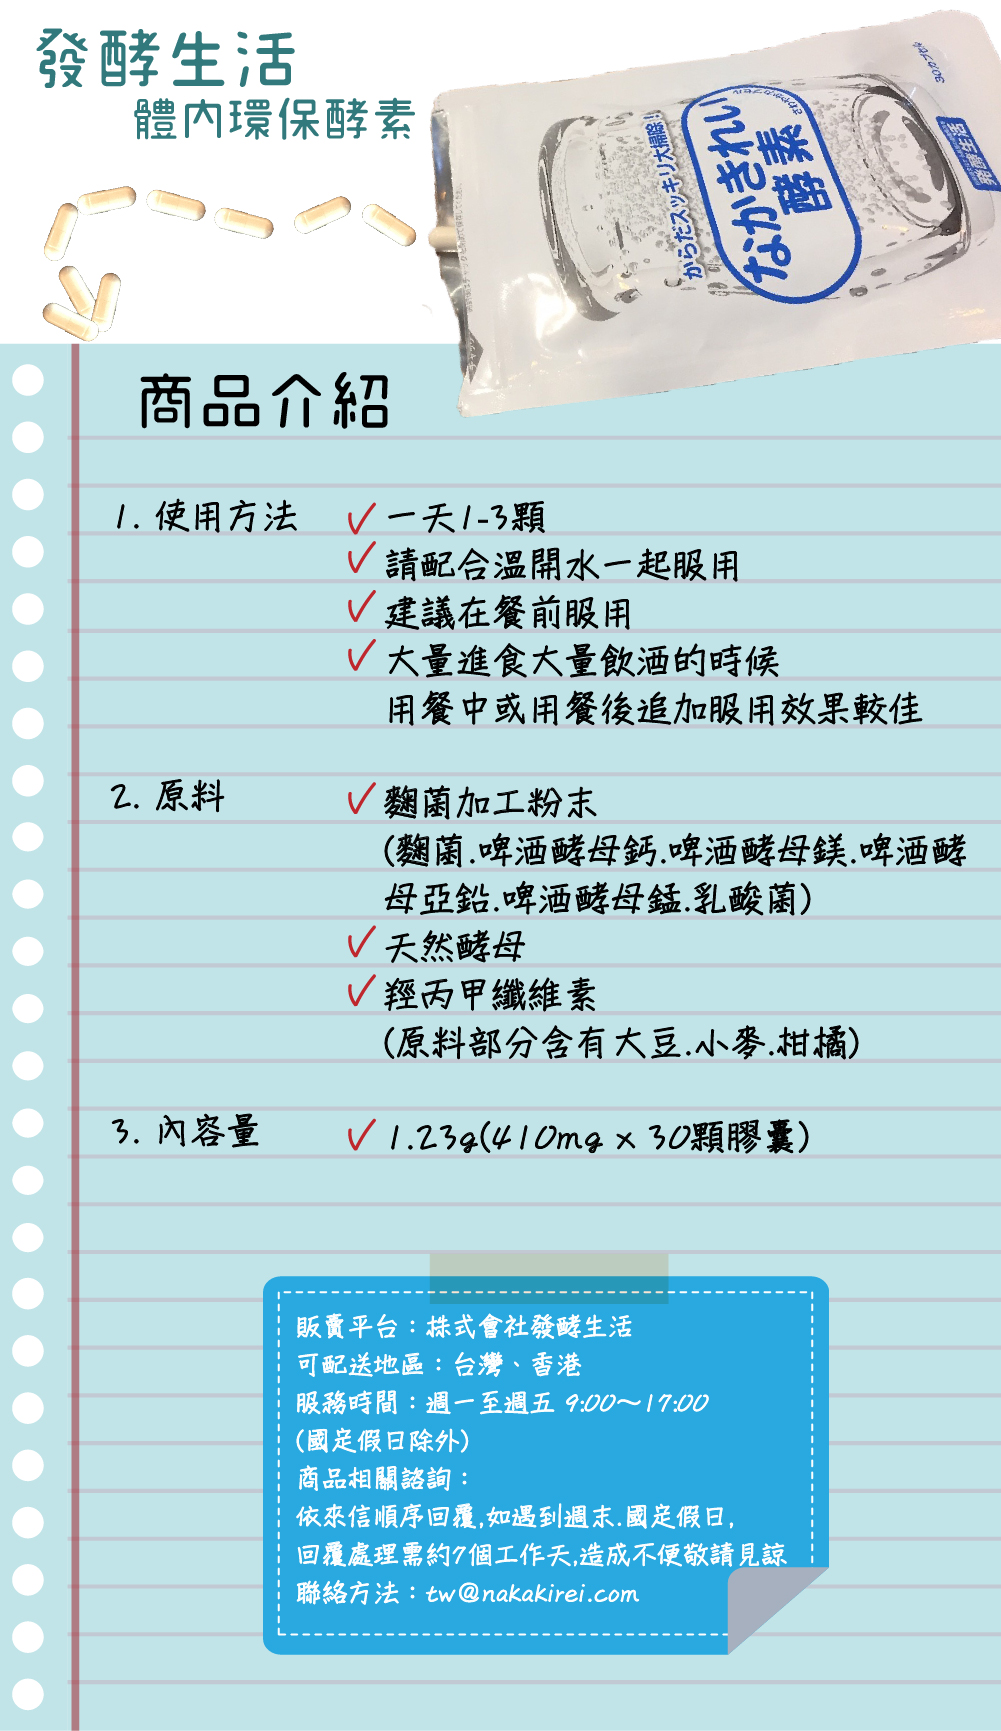 發酵生活
體內環保酵素
30カプセル
なかきれい
酵素
さわやかカプセル
からだスッキリ大掃除!
発酵生活
商品介紹
1. 使用方法
✓一天1-3顆
✓請配合溫開水一起服用
✓建議在餐前服用
✓大量進食大量飲酒的時候
用餐中或用餐後追加服用效果較佳
2. 原料
✓麴菌加工粉末
(麴菌.啤酒酵母鈣.啤酒酵母鎂.啤酒酵
母亞鉛.啤酒酵母錳.乳酸菌)
✓天然酵母
✓羥丙甲纖維素
(原料部分含有大豆.小麥.柑橘)
3. 內容量
✓1.23g(410mg x 30顆膠囊)
販賣平台：株式會社發酵生活
可配送地區：台灣、香港
服務時間：週一至週五 9:00～17:00
(國定假日除外)
商品相關諮詢：
依來信順序回覆,如遇到週末.國定假日,
回覆處理需約7個工作天,造成不便敬請見諒
聯絡方法：tw@nakakirei.com